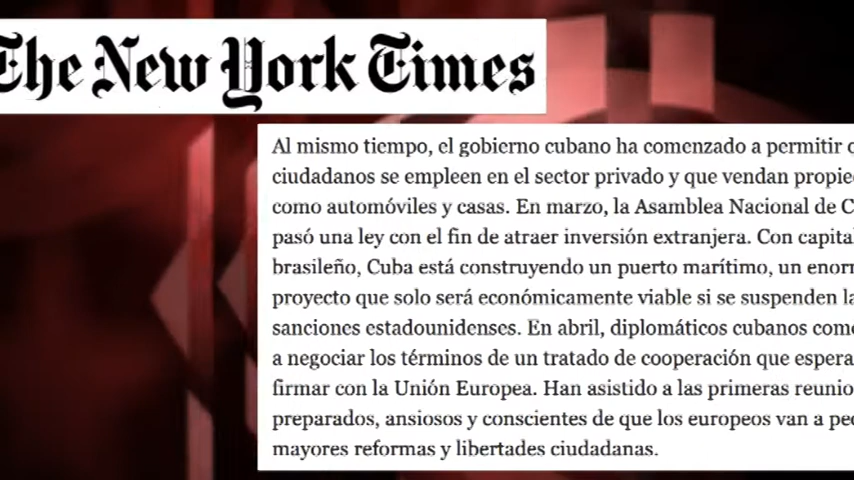 The New York Times
Al mismo tiempo, el gobierno cubano ha comenzado a permitir
ciudadanos se empleen en el sector privado y que vendan
como automóviles y casas. En marzo, la Asamblea Nacional de
pasó una ley con el fin de atraer inversión extranjera. Con
brasileño, Cuba está construyendo un puerto marítimo, un
proyecto que solo será económicamente viable si se suspenden
sanciones estadounidenses. En abril, diplomáticos cubanos
a negociar los términos de un tratado de cooperación que
firmar con la Unión Europea. Han asistido a las primeras
preparados, ansiosos y conscientes de que los europeos van a
mayores reformas y libertades ciudadanas.